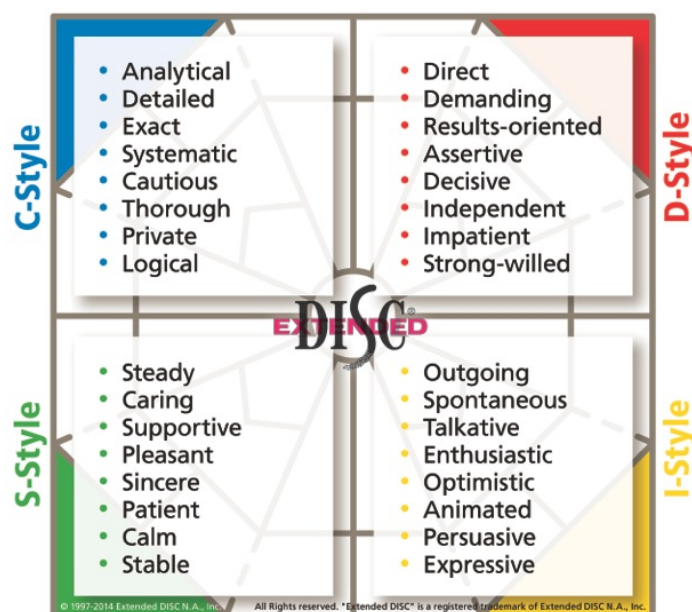 C-Style
Analytical
Detailed
Exact
Systematic
Cautious
Thorough
Private
Logical
D-Style
Direct
Demanding
Results-oriented
Assertive
Decisive
Independent
Impatient
Strong-willed
EXTENDED
DISC®
S-Style
Steady
Caring
Supportive
Pleasant
Sincere
Patient
Calm
Stable
I-Style
Outgoing
Spontaneous
Talkative
Enthusiastic
Optimistic
Animated
Persuasive
Expressive
© 1997-2014 Extended DISC N.A., Inc. All Rights reserved. "Extended DISC" is a registered trademark of Extended DISC N.A., Inc.